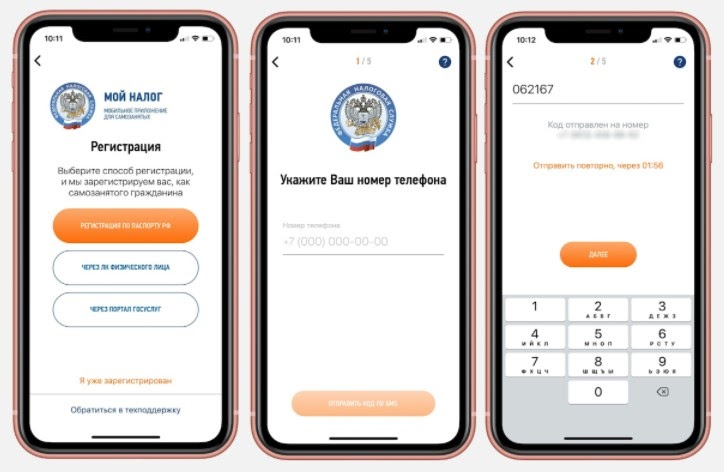 10:11
МОЙ НАЛОГ
МОБИЛЬНОЕ ПРИЛОЖЕНИЕ
ДЛЯ САМОЗАНЯТЫХ
Регистрация
Выберите способ регистрации,
и мы зарегистрируем вас, как
самозанятого гражданина
РЕГИСТРАЦИЯ ПО ПАСПОРТУ РФ
ЧЕРЕЗ ЛК ФИЗИЧЕСКОГО ЛИЦА
ЧЕРЕЗ ПОРТАЛ ГОСУСЛУГ
Я уже зарегистрирован
Обратиться в техподдержку
10:11
1 / 5
?
ФЕДЕРАЛЬНАЯ НАЛОГОВАЯ СЛУЖБА
Укажите Ваш номер телефона
Номер телефона
+7 (000) 000-00-00
ОТПРАВИТЬ КОД ПО SMS
10:12
2 / 5
?
062167
Код отправлен на номер
Отправить повторно, через 01:56
ДАЛЕЕ
1 2 3
АБВГ ДЕЖЗ
4 5 6
ИЙКЛ МНОП РСТУ
7 8 9
ФХЦЧ ШЩЪЫ ЬЭЮЯ
0